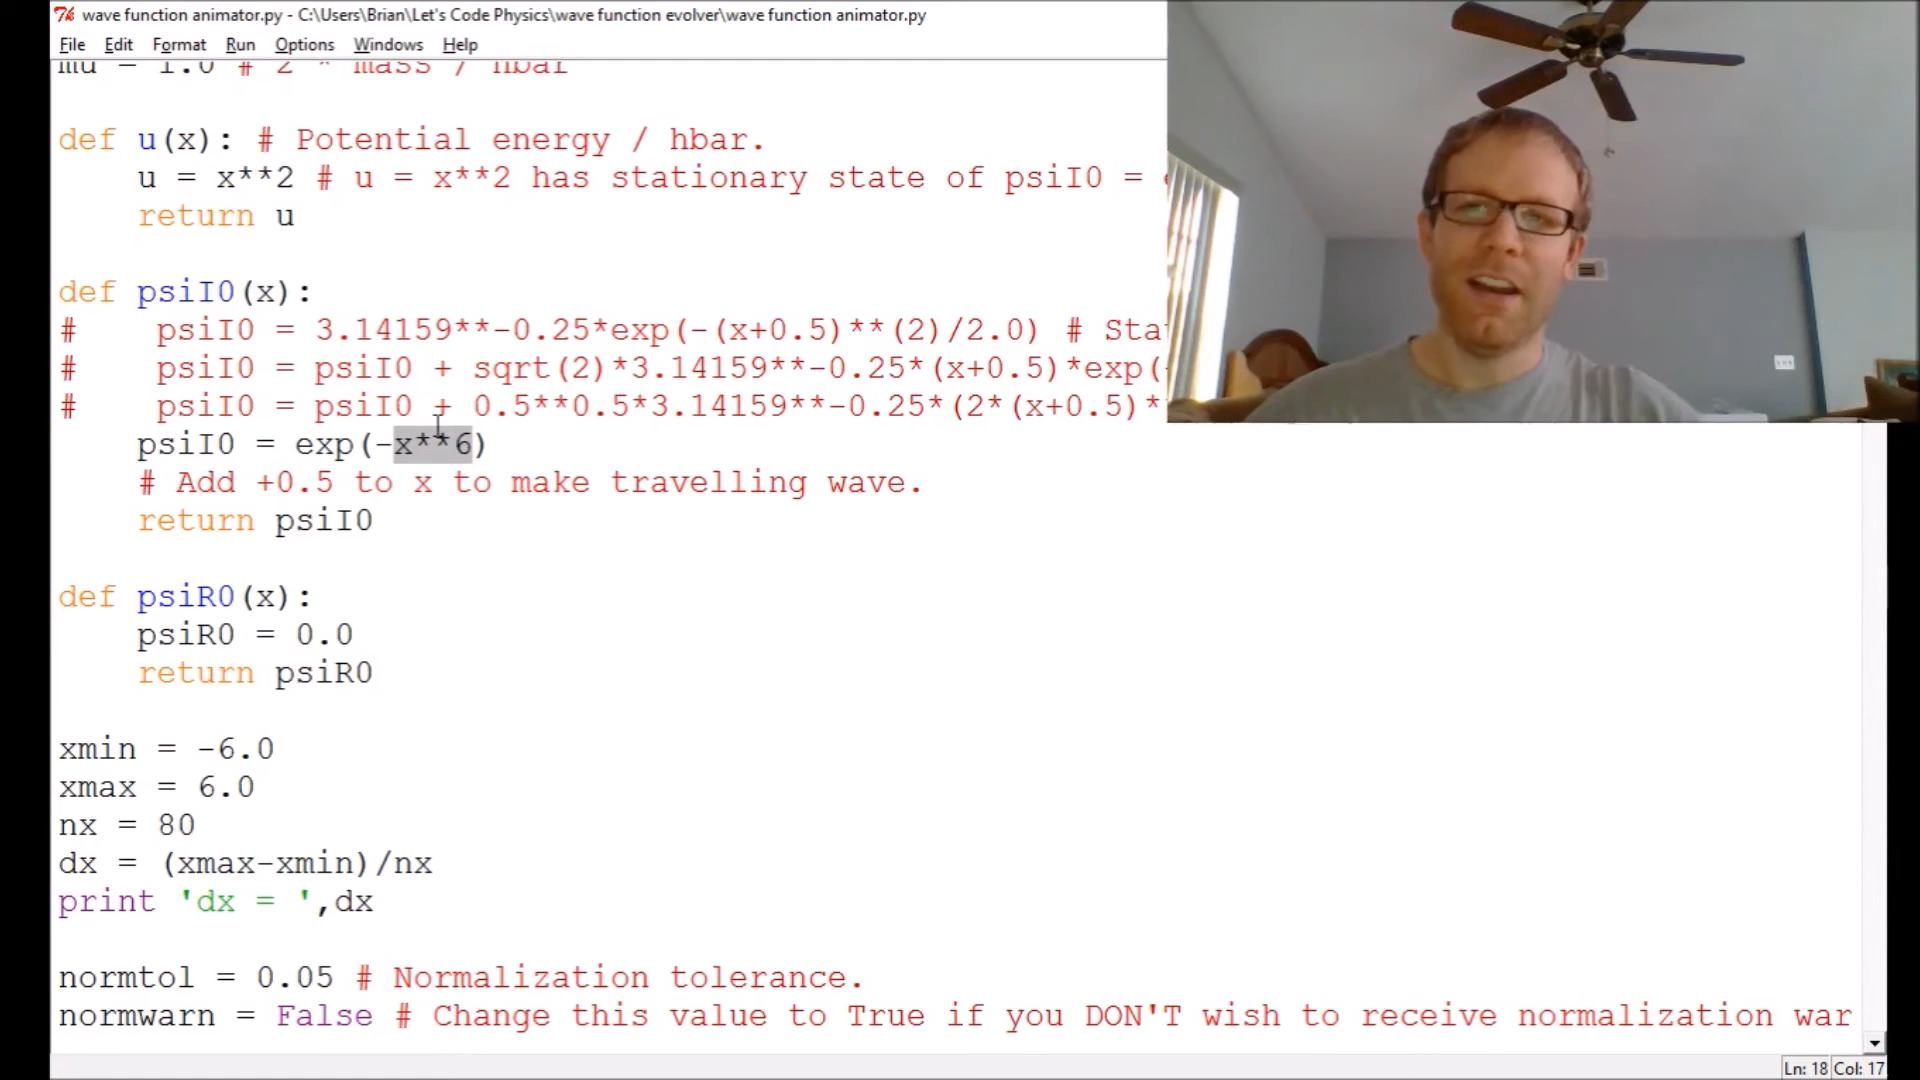 wave function animator.py - C:\Users\Brian\Let's Code Physics\wave function evolver\wave function animator.py
File Edit Format Run Options Windows Help
mu = 1.0 # 2 * mass / hbar
def u(x): # Potential energy / hbar.
u = x**2 # u = x**2 has stationary state of psiI0 =
return u
def psiI0(x):
# psiI0 = 3.14159**-0.25*exp(-(x+0.5)**(2)/2.0) # Sta
# psiI0 = psiI0 + sqrt(2)*3.14159**-0.25*(x+0.5)*exp(-
# psiI0 = psiI0 + 0.5**0.5*3.14159**-0.25*(2*(x+0.5)*
psiI0 = exp(-x**6)
# Add +0.5 to x to make travelling wave.
return psiI0
def psiR0(x):
psiR0 = 0.0
return psiR0
xmin = -6.0
xmax = 6.0
nx = 80
dx = (xmax-xmin)/nx
print 'dx = ',dx
normtol = 0.05 # Normalization tolerance.
normwarn = False # Change this value to True if you DON'T wish to receive normalization war
Ln: 18 Col: 17